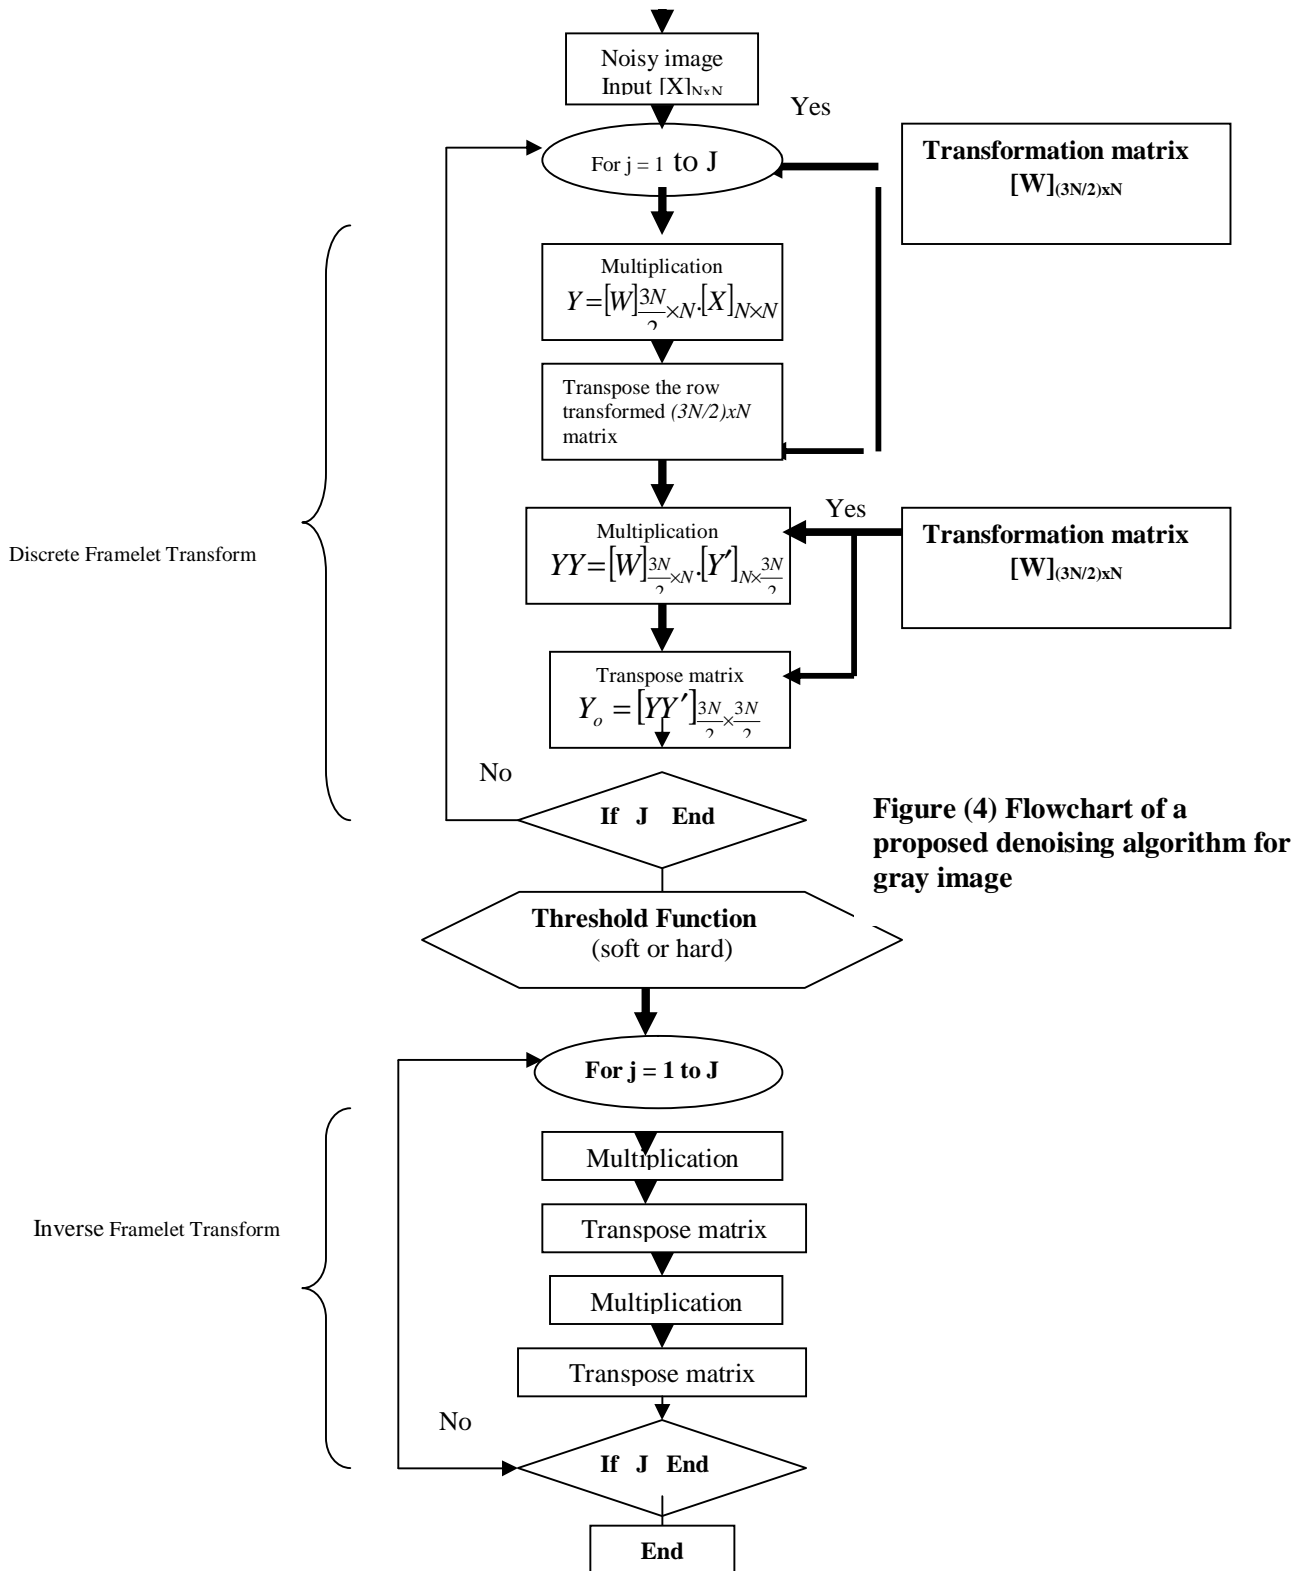 Noisy image
Input [X]NxN
Yes
For j = 1 to J
Transformation matrix
[W](3N/2)xN
Multiplication
Y=[W]3N/2×N.[X]N×N
Transpose the row
transformed (3N/2)xN
matrix
Yes
Multiplication
YY=[W]3N/2×N.[Y′]N×3N/2
Transformation matrix
[W](3N/2)xN
Discrete Framelet Transform
Transpose matrix
Yo=[YY′]3N/2×3N/2
No
If J End
Figure (4) Flowchart of a
proposed denoising algorithm for
gray image
Threshold Function
(soft or hard)
For j = 1 to J
Multiplication
Transpose matrix
Inverse Framelet Transform
Multiplication
Transpose matrix
No
If J End
End